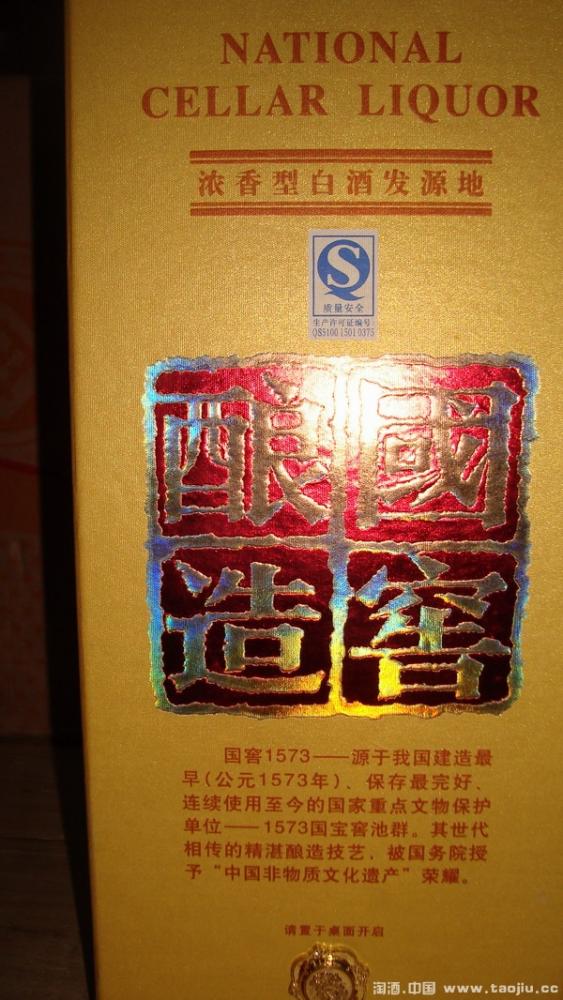 NATIONAL
CELLAR LIQUOR
浓香型白酒发源地
质量安全
生产许可证编号
QS5100 1501 0375
國窖
酿造
国窖1573——源于我国建造最
早(公元1573年)、保存最完好、
连续使用至今的国家重点文物保护
单位——1573国宝窖池群。其世代
相传的精湛酿造技艺，被国务院授
予“中国非物质文化遗产”荣耀。
请置于桌面开启
淘酒.中国 www.taojiu.cc